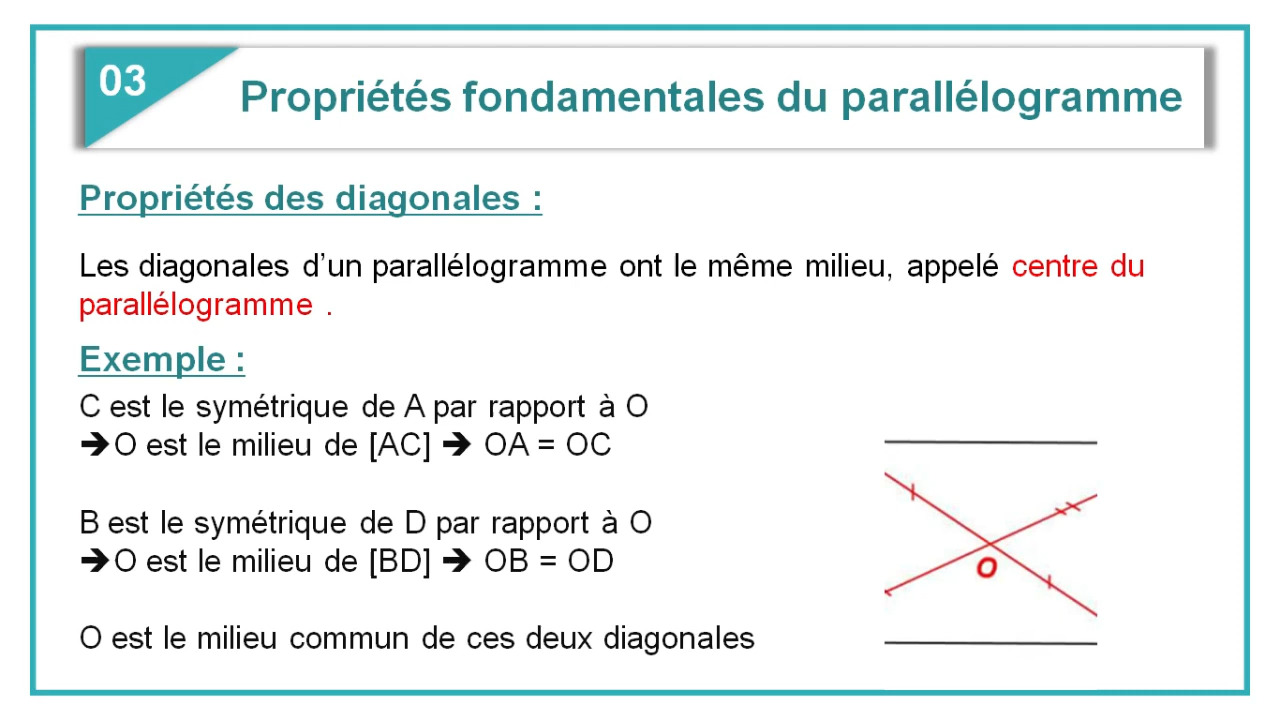 03
Propriétés fondamentales du parallélogramme
Propriétés des diagonales :
Les diagonales d’un parallélogramme ont le même milieu, appelé centre du
parallélogramme .
Exemple :
C est le symétrique de A par rapport à O
➔O est le milieu de [AC] ➔ OA = OC
B est le symétrique de D par rapport à O
➔O est le milieu de [BD] ➔ OB = OD
O est le milieu commun de ces deux diagonales
O